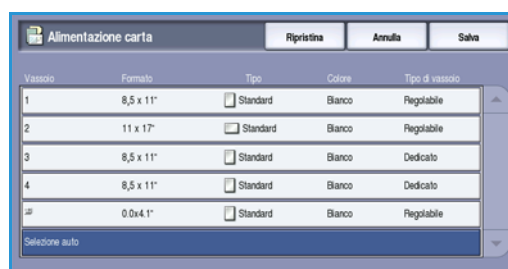 Alimentazione carta Ripristina Annulla Salva
Vassoio Formato Tipo Colore Tipo di vassoio
1 8,5 x 11" Standard Bianco Regolabile
2 11 x 17" Standard Bianco Regolabile
3 8,5 x 11" Standard Bianco Dedicato
4 8,5 x 11" Standard Bianco Dedicato
0.0x4.1" Standard Bianco Regolabile
Selezione auto